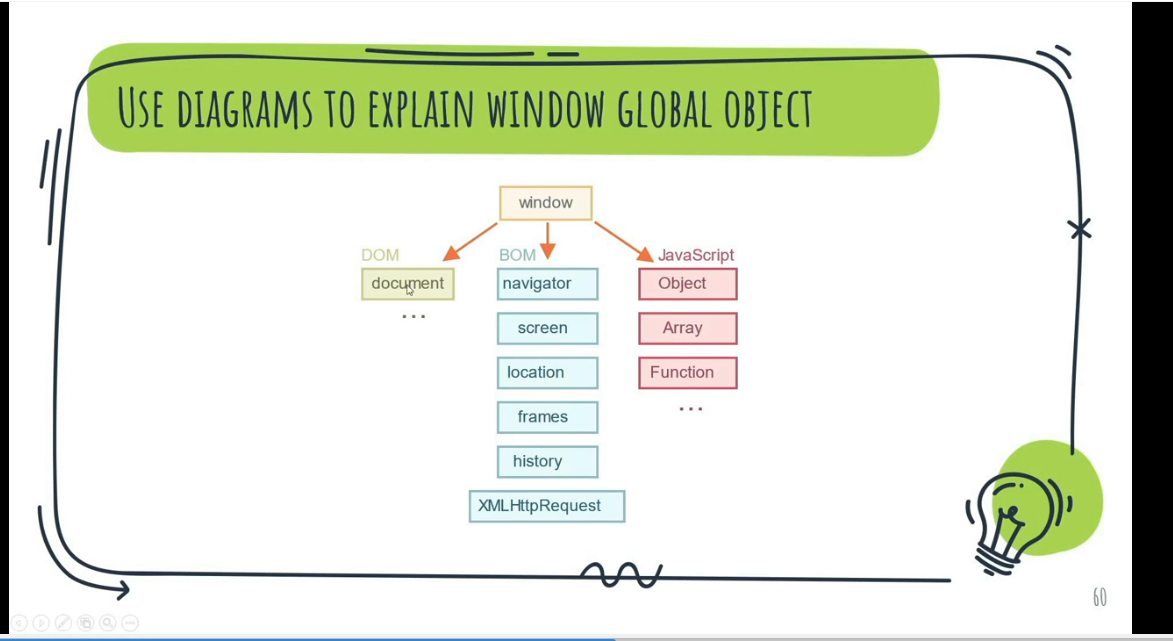 Use diagrams to explain window global object
window
DOM
BOM
JavaScript
document
navigator
Object
...
screen
Array
location
Function
frames
...
history
XMLHttpRequest
60